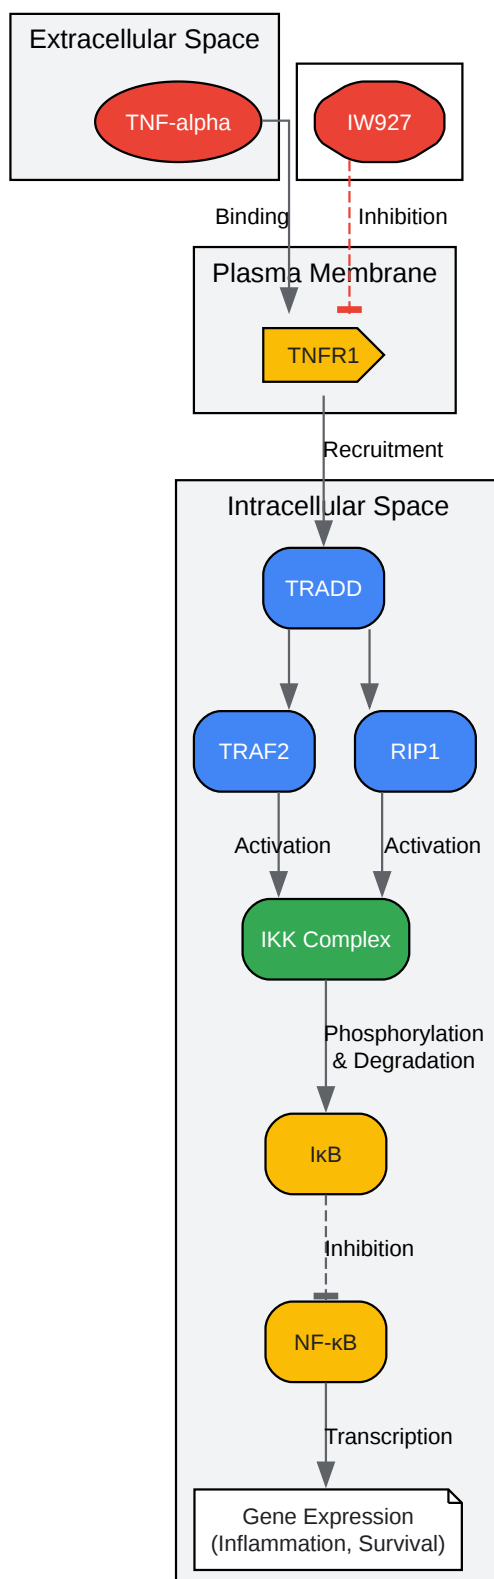 Extracellular Space
TNF-alpha
IW927
Binding
Inhibition
Plasma Membrane
TNFR1
Recruitment
Intracellular Space
TRADD
TRAF2
RIP1
Activation
Activation
IKK Complex
Phosphorylation
& Degradation
IκB
Inhibition
NF-κB
Transcription
Gene Expression
(Inflammation, Survival)